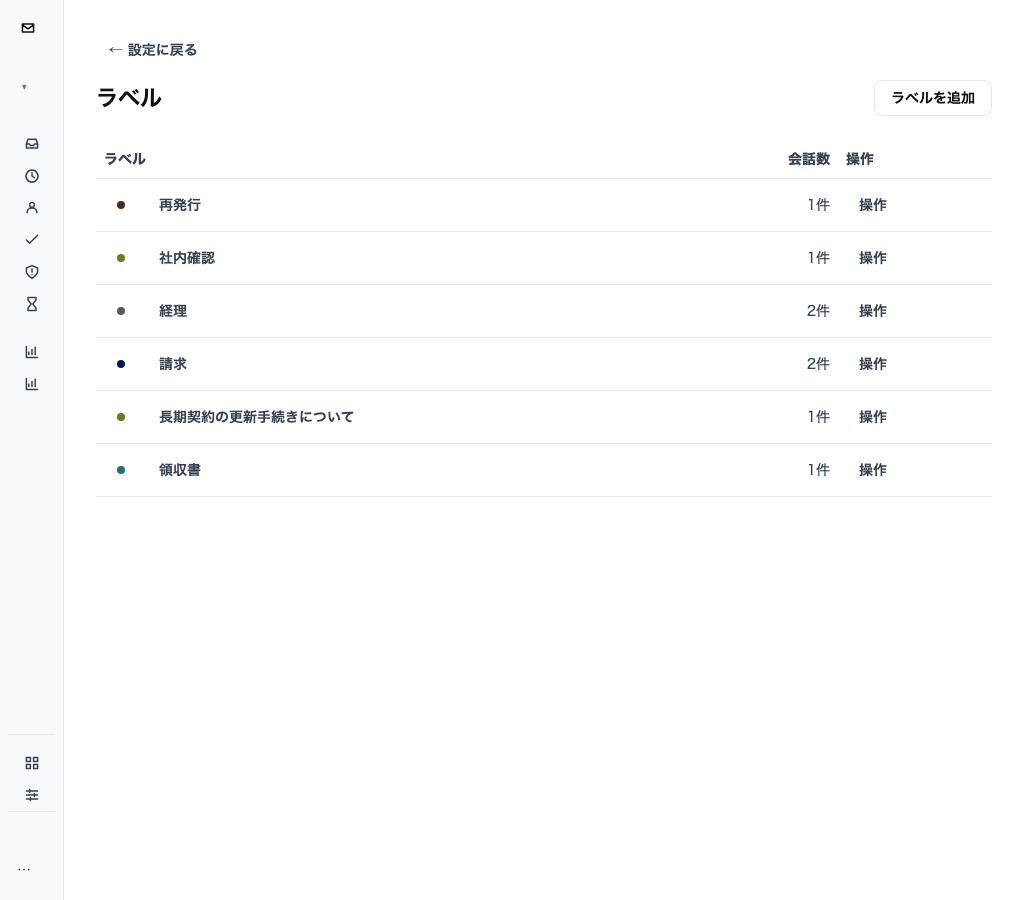 ← 設定に戻る
ラベル
ラベルを追加
ラベル 会話数 操作
再発行 1件 操作
社内確認 1件 操作
経理 2件 操作
請求 2件 操作
長期契約の更新手続きについて 1件 操作
領収書 1件 操作
…